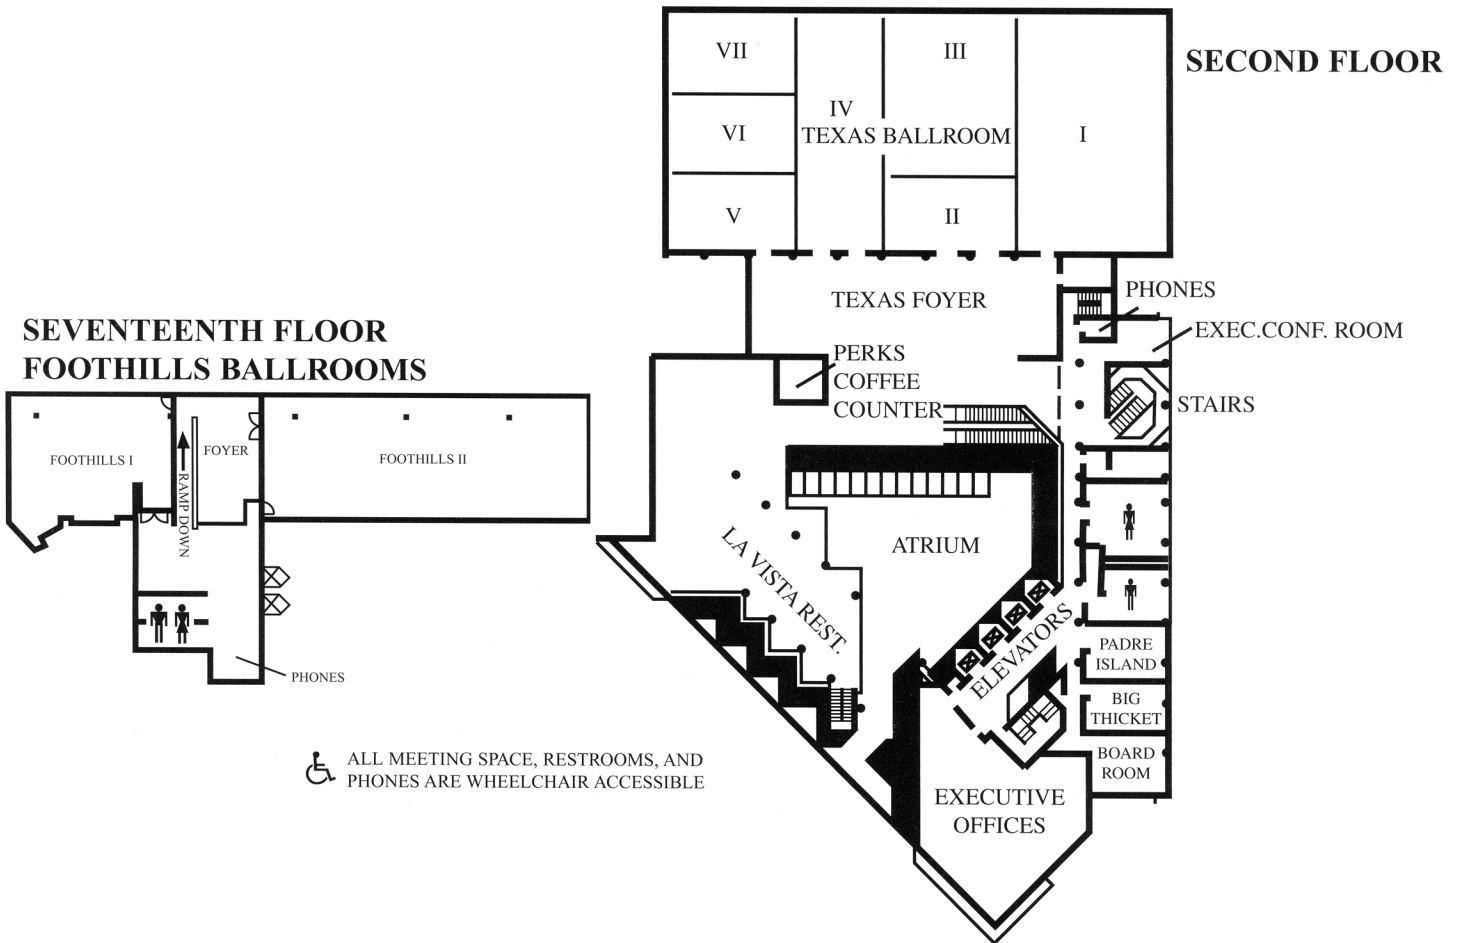 SECOND FLOOR
VII
III
IV
VI
TEXAS BALLROOM
I
V
II
TEXAS FOYER
PHONES
EXEC.CONF. ROOM
PERKS
COFFEE
COUNTER
STAIRS
ATRIUM
LA VISTA REST.
ELEVATORS
PADRE
ISLAND
BIG
THICKET
BOARD
ROOM
EXECUTIVE
OFFICES
SEVENTEENTH FLOOR
FOOTHILLS BALLROOMS
FOOTHILLS I
RAMP DOWN
FOYER
FOOTHILLS II
PHONES
ALL MEETING SPACE, RESTROOMS, AND
PHONES ARE WHEELCHAIR ACCESSIBLE